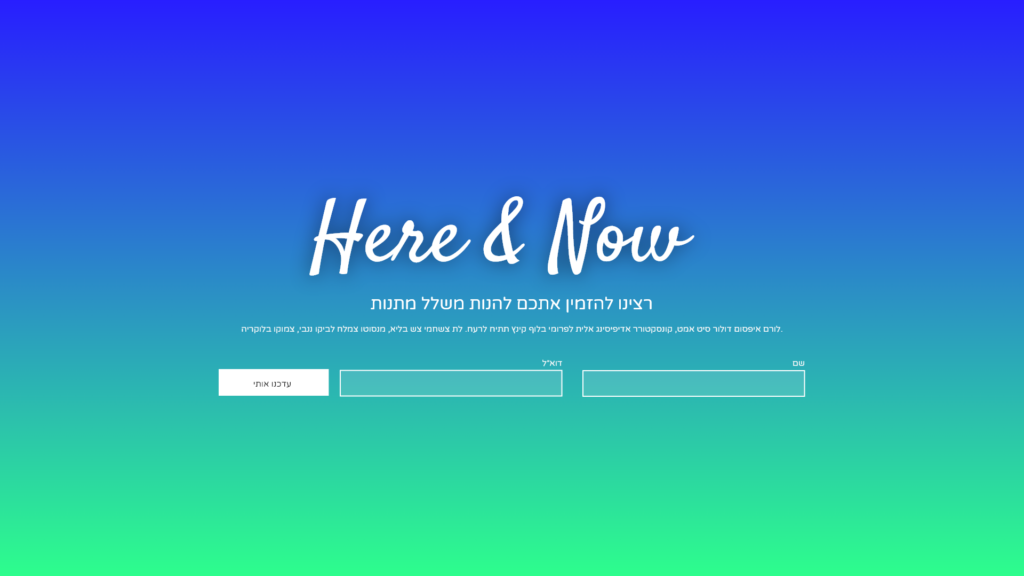 Here & Now
רצינו להזמין אתכם להנות משלל מתנות
לורם איפסום דולור סיט אמט, קונסקטורר אדיפיסינג אלית לפרומי בלוף קינץ תתיח לרעח. לת צשחמי צש בליא, מנסוטו צמלח לביקו ננבי, צמוקו בלוקריה.
שם
דוא"ל
עדכנו אותי